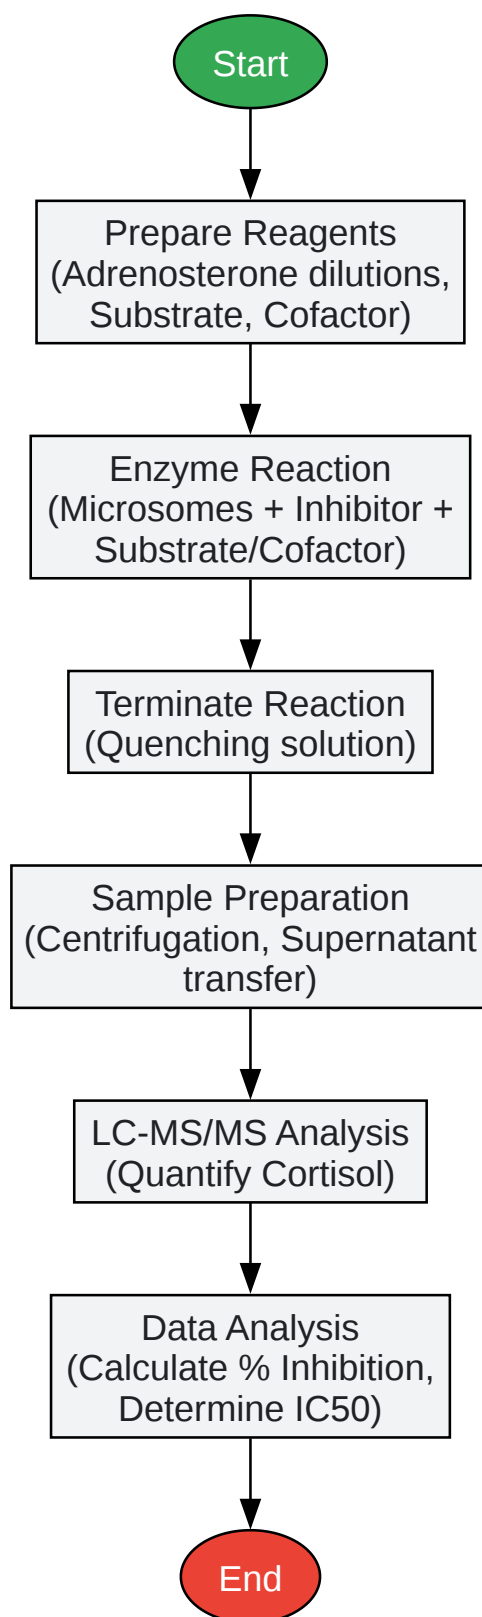 Start
Prepare Reagents
(Adrenosterone dilutions,
Substrate, Cofactor)
Enzyme Reaction
(Microsomes + Inhibitor +
Substrate/Cofactor)
Terminate Reaction
(Quenching solution)
Sample Preparation
(Centrifugation, Supernatant
transfer)
LC-MS/MS Analysis
(Quantify Cortisol)
Data Analysis
(Calculate % Inhibition,
Determine IC50)
End